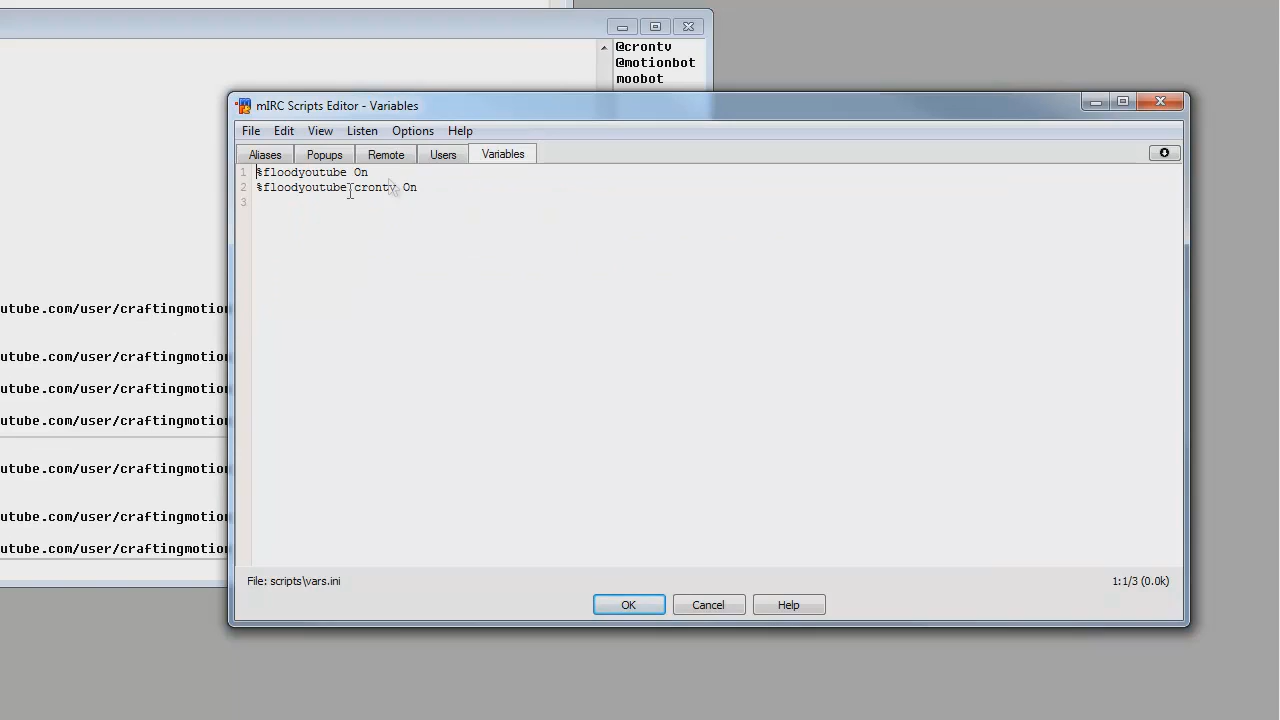 @crontv
@motionbot
moobot
mIRC Scripts Editor - Variables
File Edit View Listen Options Help
Aliases Popups Remote Users Variables
1 %floodyoutube On
2 %floodyoutube crontv On
3
utube.com/user/craftingmotion
utube.com/user/craftingmotion
utube.com/user/craftingmotion
utube.com/user/craftingmotion
utube.com/user/craftingmotion
utube.com/user/craftingmotion
utube.com/user/craftingmotion
File: scripts\vars.ini 1:1/3 (0.0k)
OK Cancel Help